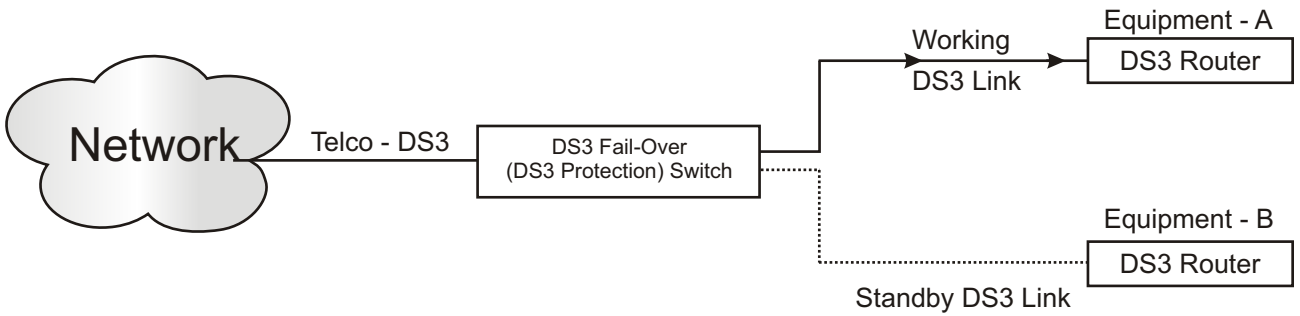 Network
Telco - DS3
DS3 Fail-Over
(DS3 Protection) Switch
Working
DS3 Link
Equipment - A
DS3 Router
Standby DS3 Link
Equipment - B
DS3 Router